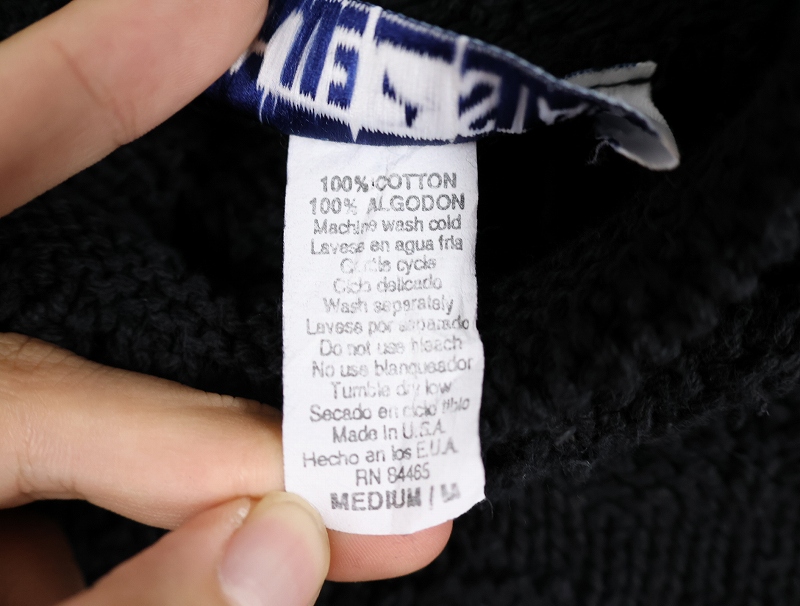 100% COTTON
100% ALGODON
Machine wash cold
Lavese en agua fria
Gentle cycle
Ciclo delicado
Wash separately
Lavese por separado
Do not use bleach
No use blanqueador
Tumble dry low
Secado en ciclo tibio
Made in U.S.A.
Hecho en los E.U.A.
RN 84465
MEDIUM / M